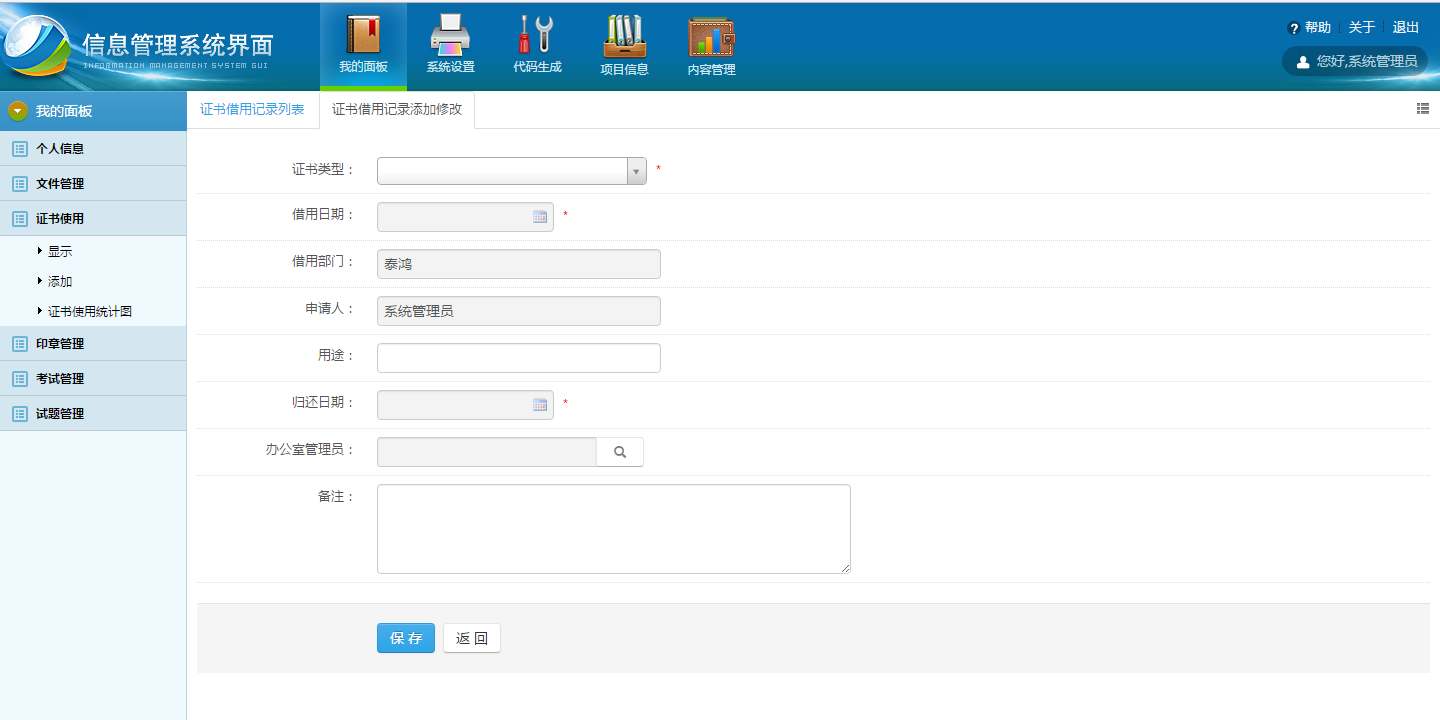 信息管理系统界面
INFORMATION MANAGEMENT SYSTEM GUI
我的面板
系统设置
代码生成
项目信息
内容管理
帮助
关于
退出
您好,系统管理员
我的面板
个人信息
文件管理
证书使用
显示
添加
证书使用统计图
印章管理
考试管理
试题管理
证书借用记录列表
证书借用记录添加修改
证书类型： *
借用日期： *
借用部门： 泰鸿
申请人： 系统管理员
用途：
归还日期： *
办公室管理员：
备注：
保 存
返 回